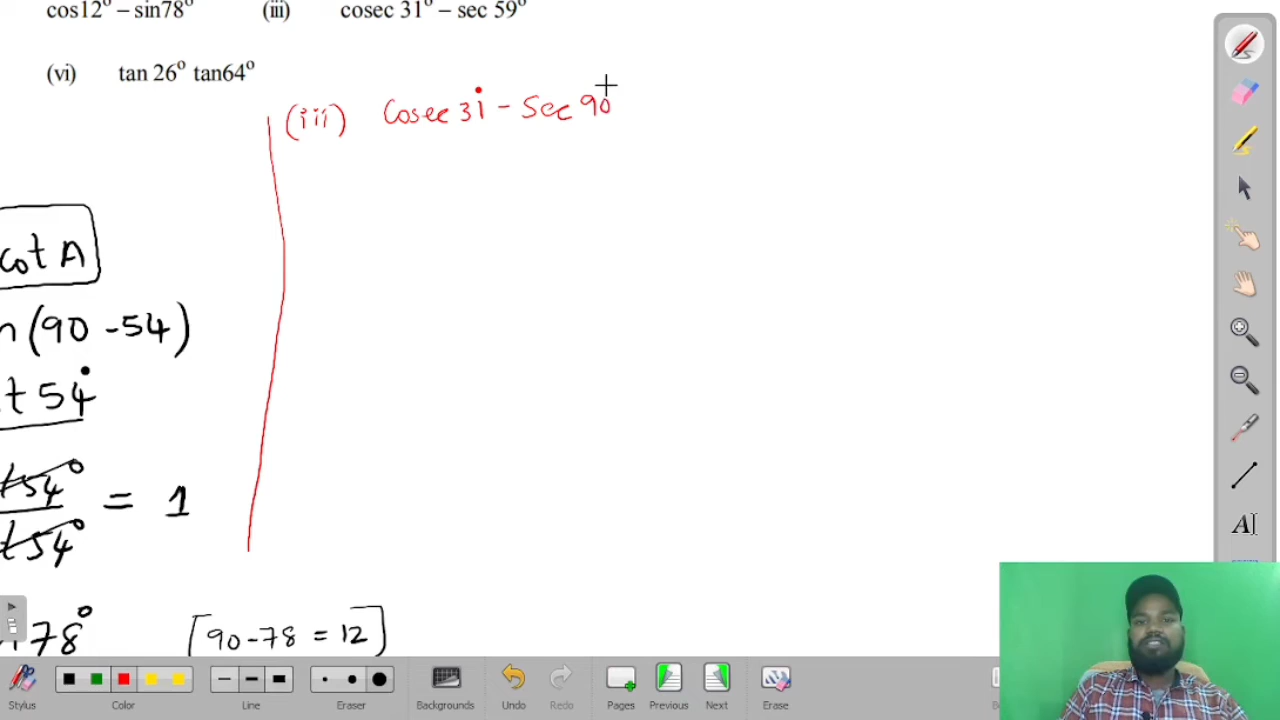 cos12° – sin78° (iii) cosec 31° – sec 59°
(vi) tan 26° tan64°
(iii) Cosec 31° - Sec 90
cot A
n (90 - 54)
t 54°
t54° = 1
t54°
78° [90 - 78 = 12]
A
Stylus Color Line Eraser Backgrounds Undo Redo Pages Previous Next Erase